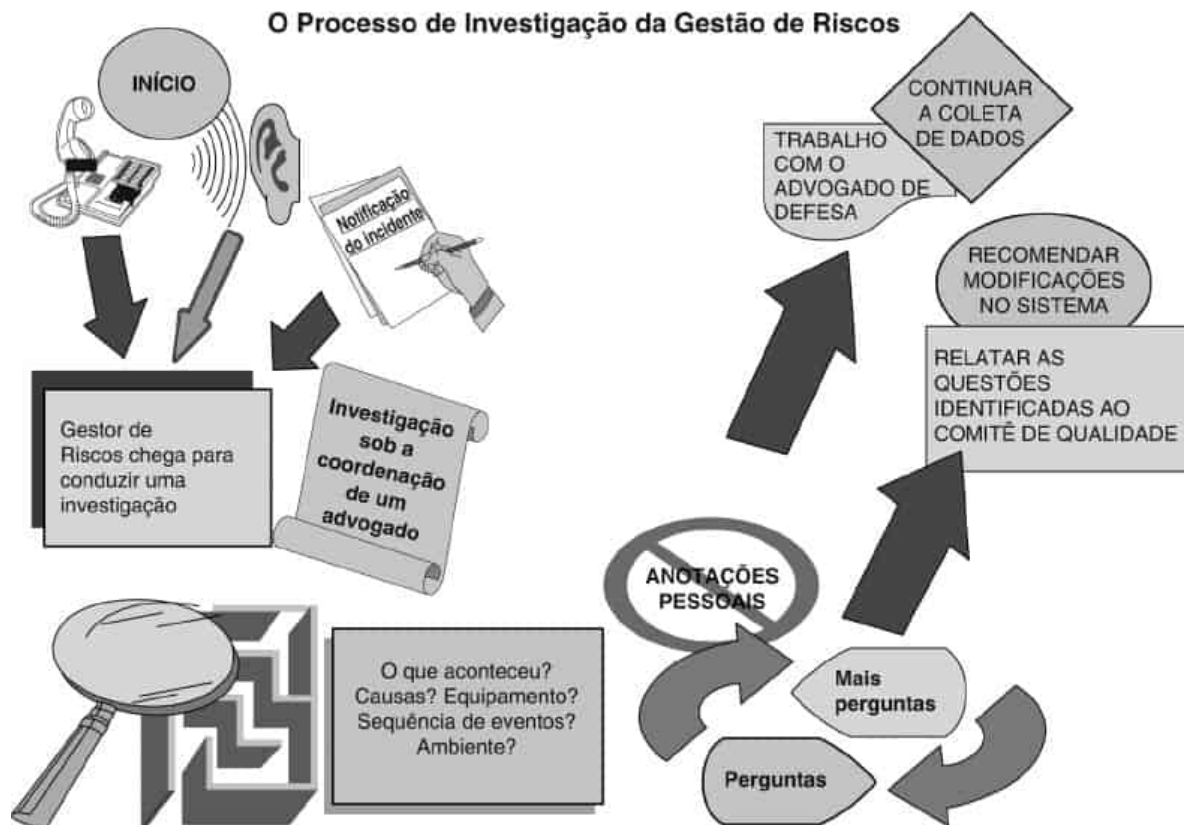 O Processo de Investigação da Gestão de Riscos
INÍCIO
Notificação
do incidente
Gestor de
Riscos chega para
conduzir uma
investigação
Investigação
sob a
coordenação
de um
advogado
O que aconteceu?
Causas? Equipamento?
Sequência de eventos?
Ambiente?
ANOTAÇÕES
PESSOAIS
Perguntas
Mais
perguntas
TRABALHO
COM O
ADVOGADO DE
DEFESA
CONTINUAR
A COLETA
DE DADOS
RECOMENDAR
MODIFICAÇÕES
NO SISTEMA
RELATAR AS
QUESTÕES
IDENTIFICADAS AO
COMITÊ DE QUALIDADE